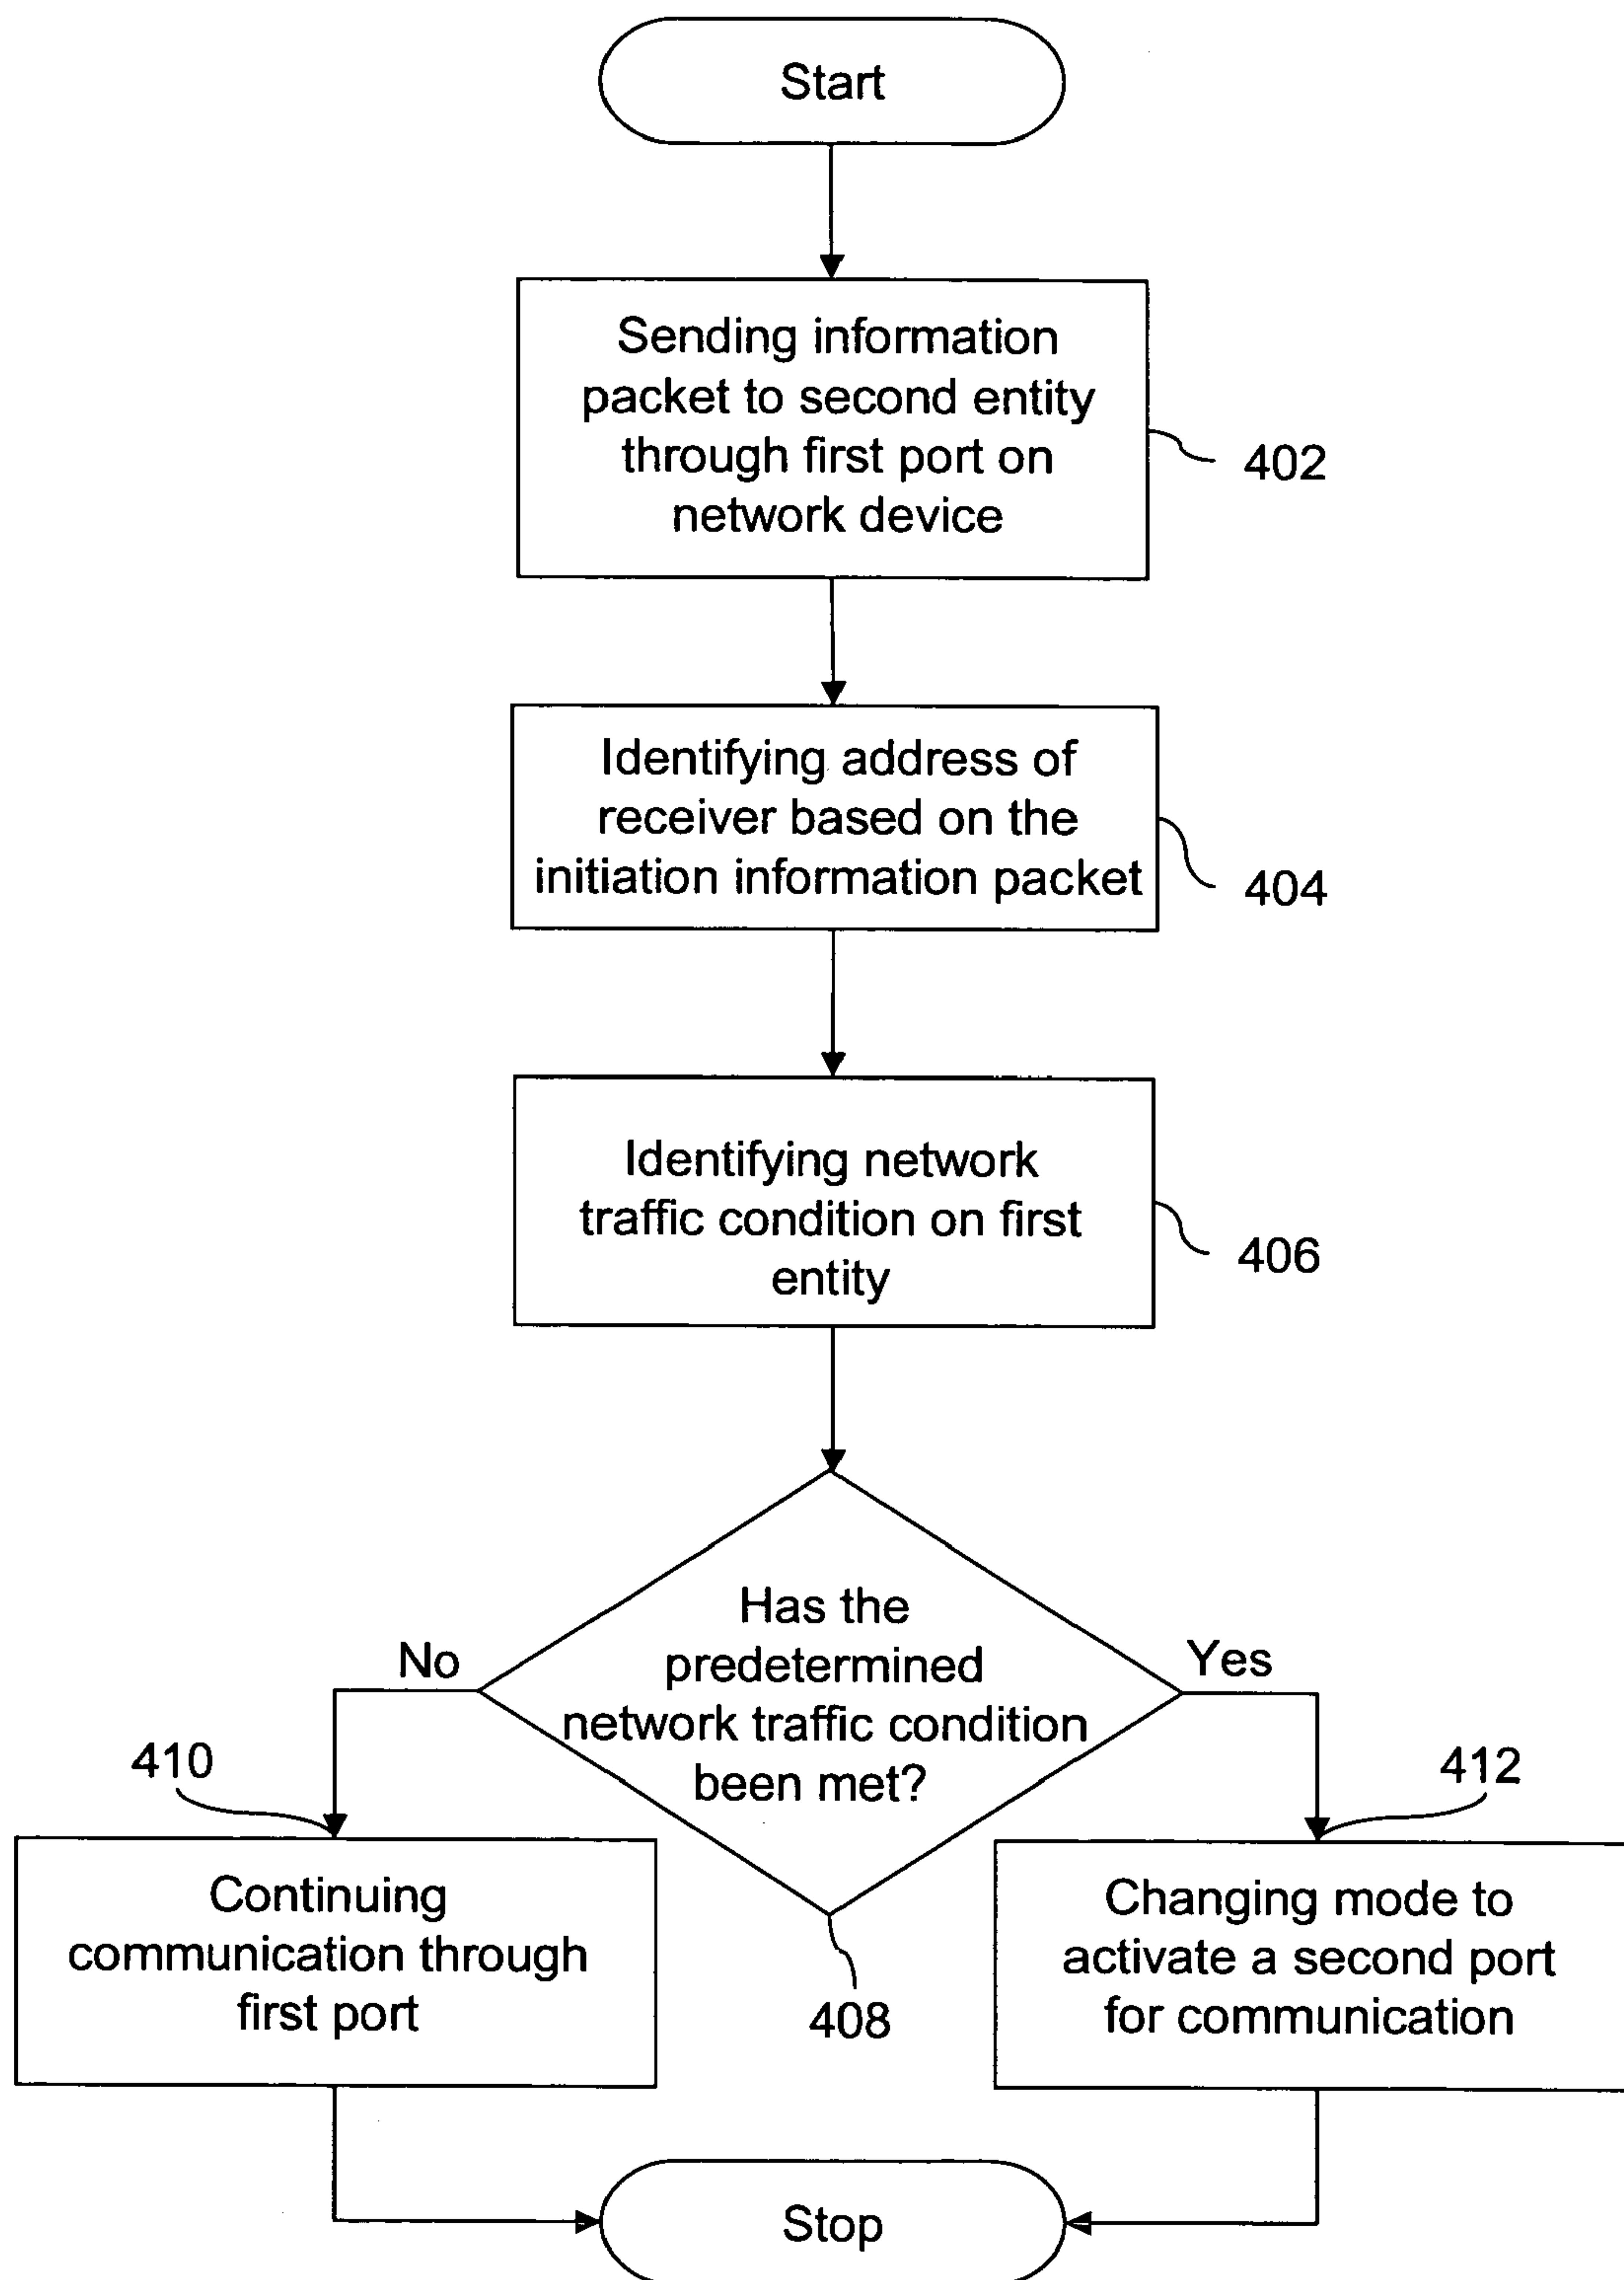 Start
Sending information
packet to second entity
through first port on
network device
402
Identifying address of
receiver based on the
initiation information packet
404
Identifying network
traffic condition on first
entity
406
Has the
predetermined
network traffic condition
been met?
No
Yes
410
412
Continuing
communication through
first port
408
Changing mode to
activate a second port
for communication
Stop